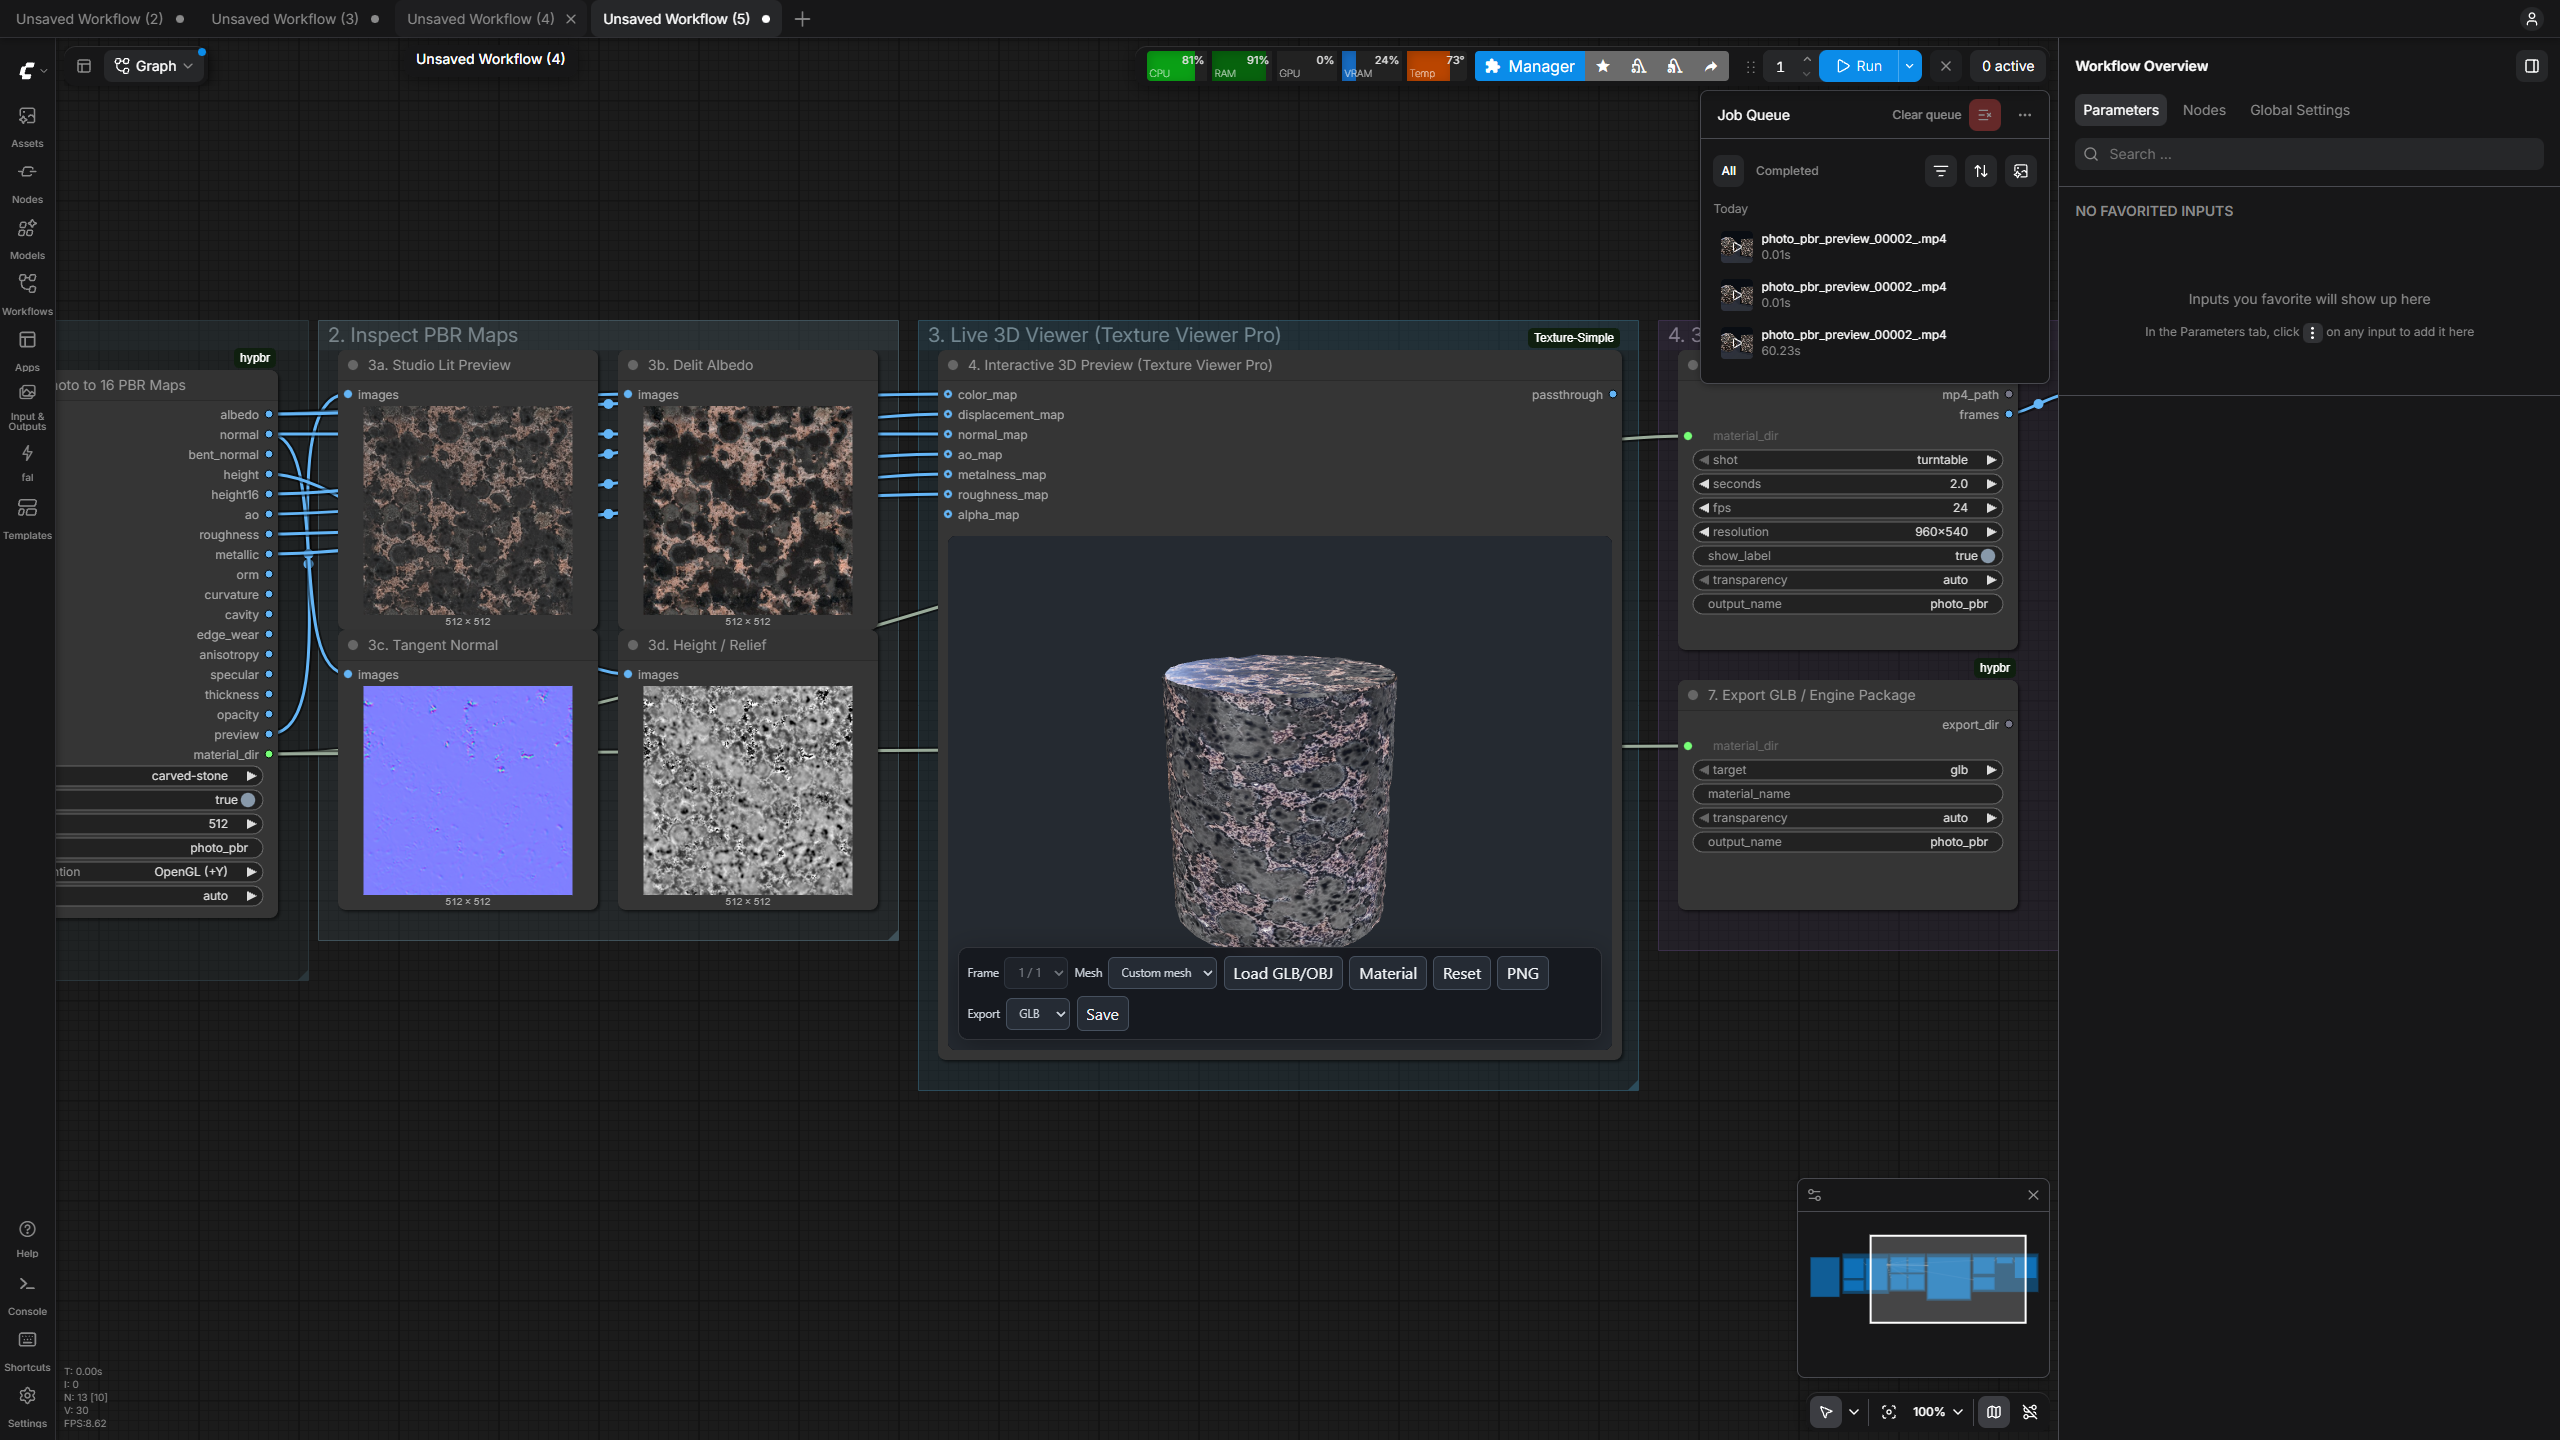 Unsaved Workflow (2)
Unsaved Workflow (3)
Unsaved Workflow (4)
Unsaved Workflow (5)
Graph
Unsaved Workflow (4)
CPU 81%
RAM 91%
GPU 0%
VRAM 24%
Temp 73°
Manager
1
Run
0 active
Workflow Overview
Parameters
Nodes
Global Settings
Search ...
NO FAVORITED INPUTS
Inputs you favorite will show up here
In the Parameters tab, click on any input to add it here
Job Queue
Clear queue
All
Completed
Today
photo_pbr_preview_00002_.mp4
0.01s
photo_pbr_preview_00002_.mp4
0.01s
photo_pbr_preview_00002_.mp4
60.23s
Assets
Nodes
Models
Workflows
Apps
Input &
Outputs
fal
Templates
Help
Console
Shortcuts
Settings
hypbr
oto to 16 PBR Maps
albedo
normal
bent_normal
height
height16
ao
roughness
metallic
orm
curvature
cavity
edge_wear
anisotropy
specular
thickness
opacity
preview
material_dir
carved-stone
true
512
photo_pbr
ntion OpenGL (+Y)
auto
2. Inspect PBR Maps
3a. Studio Lit Preview
images
512 × 512
3b. Delit Albedo
images
512 × 512
3c. Tangent Normal
images
512 × 512
3d. Height / Relief
images
512 × 512
3. Live 3D Viewer (Texture Viewer Pro)
Texture-Simple
4. Interactive 3D Preview (Texture Viewer Pro)
color_map
passthrough
displacement_map
normal_map
ao_map
metalness_map
roughness_map
alpha_map
Frame 1 / 1 Mesh Custom mesh Load GLB/OBJ Material Reset PNG
Export GLB Save
4. 3
mp4_path
frames
material_dir
shot turntable
seconds 2.0
fps 24
resolution 960×540
show_label true
transparency auto
output_name photo_pbr
hypbr
7. Export GLB / Engine Package
export_dir
material_dir
target glb
material_name
transparency auto
output_name photo_pbr
T: 0.00s
I: 0
N: 13 [10]
V: 30
FPS:8.62
100%